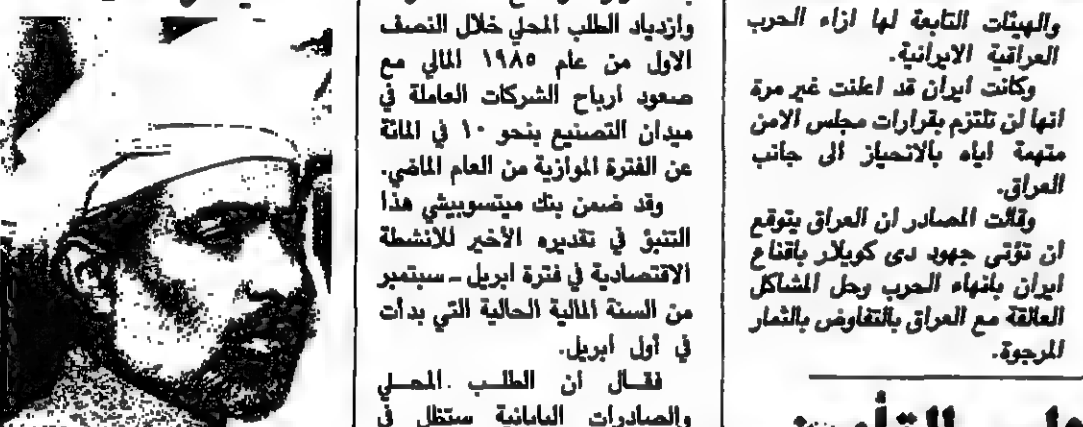 والهيئات التابعة لها ازاء الحرب
العراقية الايرانية.
وكانت ايران قد اعلنت غير مرة
انها لن تلتزم بقرارات مجلس الامن
متهمة اياه بالانحياز الى جانب
العراق.
وقالت المصادر ان العراق يتوقع
ان تؤتي جهود دى كويلار باقناع
ايران بانهاء الحرب وحل المشاكل
العالقة مع العراق بالتفاوض بالثمار
المرجوة.
وازدياد الطلب المحلي خلال النصف
الاول من عام ١٩٨٥ المالي مع
صعود أرباح الشركات العاملة في
ميدان التصنيع بنحو ١٠ في المائة
عن الفترة الموازية من العام الماضي.
وقد ضمن بنك ميتسوبيشي هذا
التنبؤ في تقديره الأخير للانشطة
الاقتصادية في فترة ابريل - سبتمبر
من السنة المالية الحالية التي بدأت
في أول ابريل.
فقال أن الطلب المحلي
والصادرات اليابانية ستظل في